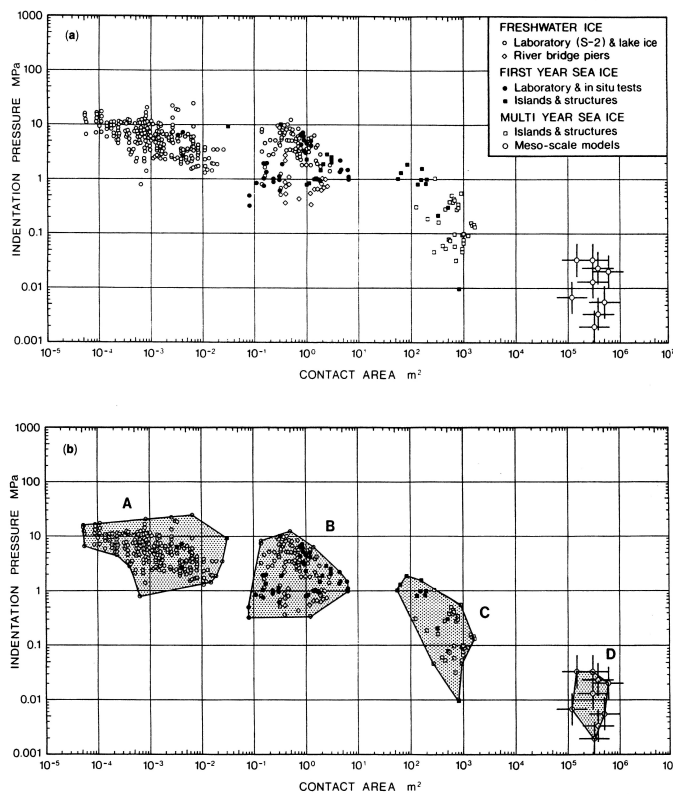 (a)
INDENTATION PRESSURE MPa
1000
100
10
1
0.1
0.01
0.001
10⁻⁵ 10⁻⁴ 10⁻³ 10⁻² 10⁻¹ 10⁰ 10¹ 10² 10³ 10⁴ 10⁵ 10⁶
CONTACT AREA m²
FRESHWATER ICE
○ Laboratory (S-2) & lake ice
◇ River bridge piers
FIRST YEAR SEA ICE
● Laboratory & in situ tests
■ Islands & structures
MULTI YEAR SEA ICE
□ Islands & structures
○ Meso-scale models
(b)
INDENTATION PRESSURE MPa
1000
100
10
1
0.1
0.01
0.001
A
B
C
D
10⁻⁵ 10⁻⁴ 10⁻³ 10⁻² 10⁻¹ 10⁰ 10¹ 10² 10³ 10⁴ 10⁵ 10⁶
CONTACT AREA m²